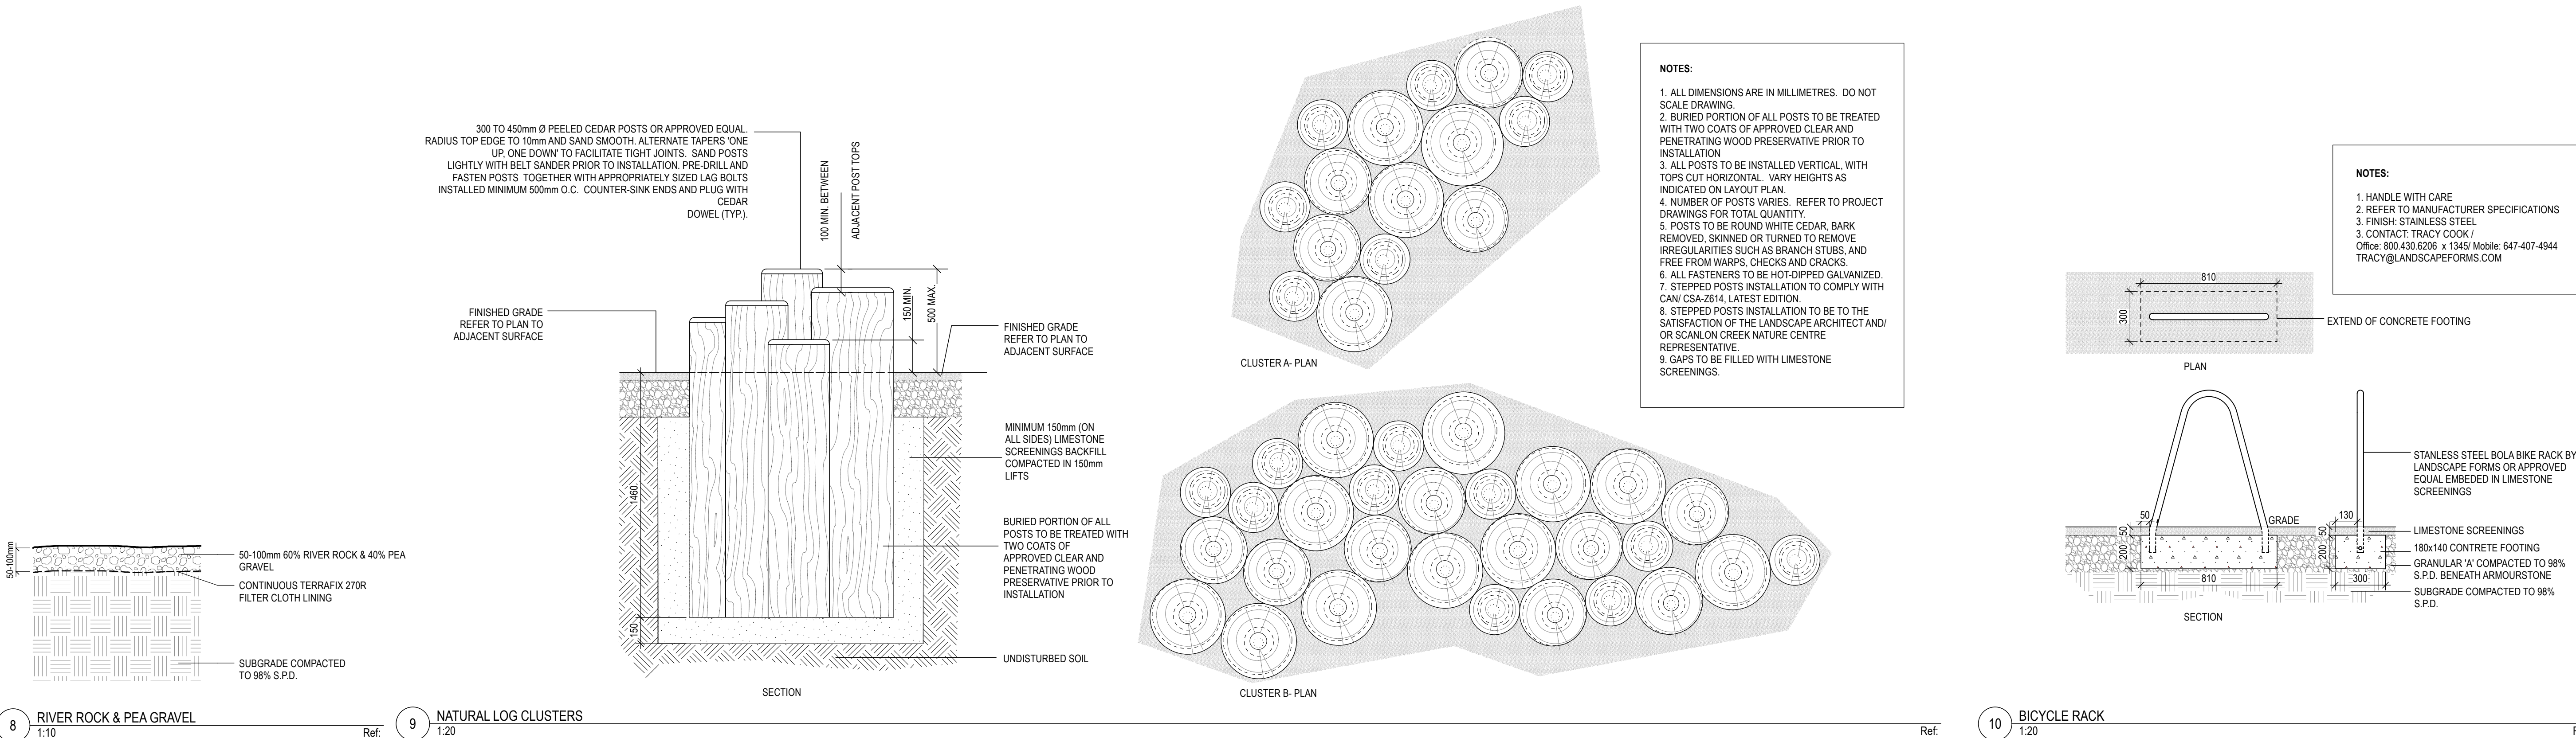 50-100mm
50-100mm 60% RIVER ROCK & 40% PEA
GRAVEL
CONTINUOUS TERRAFIX 270R
FILTER CLOTH LINING
SUBGRADE COMPACTED
TO 98% S.P.D.
8
RIVER ROCK & PEA GRAVEL
1:10
Ref:
300 TO 450mm Ø PEELED CEDAR POSTS OR APPROVED EQUAL.
RADIUS TOP EDGE TO 10mm AND SAND SMOOTH. ALTERNATE TAPERS 'ONE
UP, ONE DOWN' TO FACILITATE TIGHT JOINTS. SAND POSTS
LIGHTLY WITH BELT SANDER PRIOR TO INSTALLATION. PRE-DRILL AND
FASTEN POSTS TOGETHER WITH APPROPRIATELY SIZED LAG BOLTS
INSTALLED MINIMUM 500mm O.C. COUNTER-SINK ENDS AND PLUG WITH
CEDAR
DOWEL (TYP.).
100 MIN. BETWEEN
ADJACENT POST TOPS
150 MIN.
500 MAX.
FINISHED GRADE
REFER TO PLAN TO
ADJACENT SURFACE
FINISHED GRADE
REFER TO PLAN TO
ADJACENT SURFACE
MINIMUM 150mm (ON
ALL SIDES) LIMESTONE
SCREENINGS BACKFILL
COMPACTED IN 150mm
LIFTS
1460
BURIED PORTION OF ALL
POSTS TO BE TREATED WITH
TWO COATS OF
APPROVED CLEAR AND
PENETRATING WOOD
PRESERVATIVE PRIOR TO
INSTALLATION
150
UNDISTURBED SOIL
SECTION
CLUSTER A- PLAN
CLUSTER B- PLAN
NOTES:
1. ALL DIMENSIONS ARE IN MILLIMETRES. DO NOT
SCALE DRAWING.
2. BURIED PORTION OF ALL POSTS TO BE TREATED
WITH TWO COATS OF APPROVED CLEAR AND
PENETRATING WOOD PRESERVATIVE PRIOR TO
INSTALLATION
3. ALL POSTS TO BE INSTALLED VERTICAL, WITH
TOPS CUT HORIZONTAL. VARY HEIGHTS AS
INDICATED ON LAYOUT PLAN.
4. NUMBER OF POSTS VARIES. REFER TO PROJECT
DRAWINGS FOR TOTAL QUANTITY.
5. POSTS TO BE ROUND WHITE CEDAR, BARK
REMOVED, SKINNED OR TURNED TO REMOVE
IRREGULARITIES SUCH AS BRANCH STUBS, AND
FREE FROM WARPS, CHECKS AND CRACKS.
6. ALL FASTENERS TO BE HOT-DIPPED GALVANIZED.
7. STEPPED POSTS INSTALLATION TO COMPLY WITH
CAN/ CSA-Z614, LATEST EDITION.
8. STEPPED POSTS INSTALLATION TO BE TO THE
SATISFACTION OF THE LANDSCAPE ARCHITECT AND/
OR SCANLON CREEK NATURE CENTRE
REPRESENTATIVE.
9. GAPS TO BE FILLED WITH LIMESTONE
SCREENINGS.
9
NATURAL LOG CLUSTERS
1:20
Ref:
NOTES:
1. HANDLE WITH CARE
2. REFER TO MANUFACTURER SPECIFICATIONS
3. FINISH: STAINLESS STEEL
3. CONTACT: TRACY COOK /
Office: 800.430.6206 x 1345/ Mobile: 647-407-4944
TRACY@LANDSCAPEFORMS.COM
810
300
EXTEND OF CONCRETE FOOTING
PLAN
STANLESS STEEL BOLA BIKE RACK BY
LANDSCAPE FORMS OR APPROVED
EQUAL EMBEDED IN LIMESTONE
SCREENINGS
50
50
GRADE
130
50
LIMESTONE SCREENINGS
200
200
180x140 CONTRETE FOOTING
GRANULAR 'A' COMPACTED TO 98%
S.P.D. BENEATH ARMOURSTONE
810
300
SUBGRADE COMPACTED TO 98%
S.P.D.
SECTION
10
BICYCLE RACK
1:20